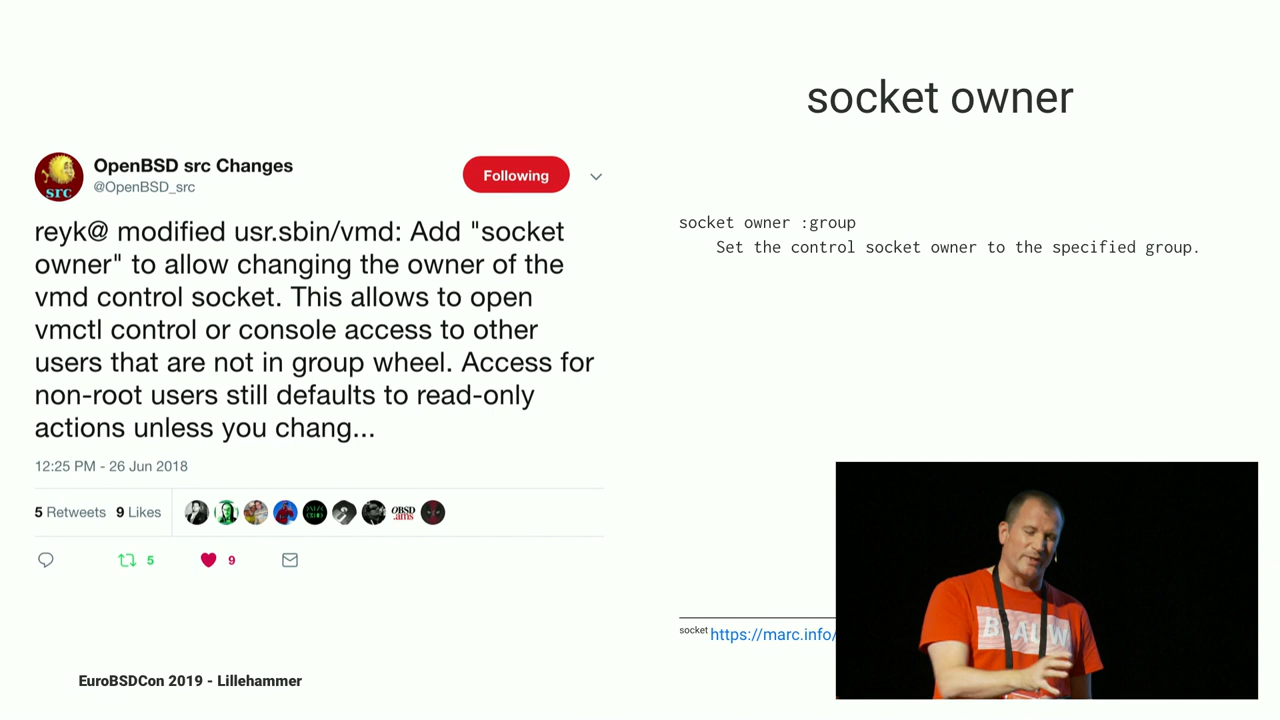 socket owner
src
OpenBSD src Changes
@OpenBSD_src
Following
reyk@ modified usr.sbin/vmd: Add "socket
owner" to allow changing the owner of the
vmd control socket. This allows to open
vmctl control or console access to other
users that are not in group wheel. Access for
non-root users still defaults to read-only
actions unless you chang...
12:25 PM - 26 Jun 2018
5 Retweets 9 Likes
OBSD
.ams
5 9
socket owner :group
Set the control socket owner to the specified group.
socket https://marc.info/
EuroBSDCon 2019 - Lillehammer